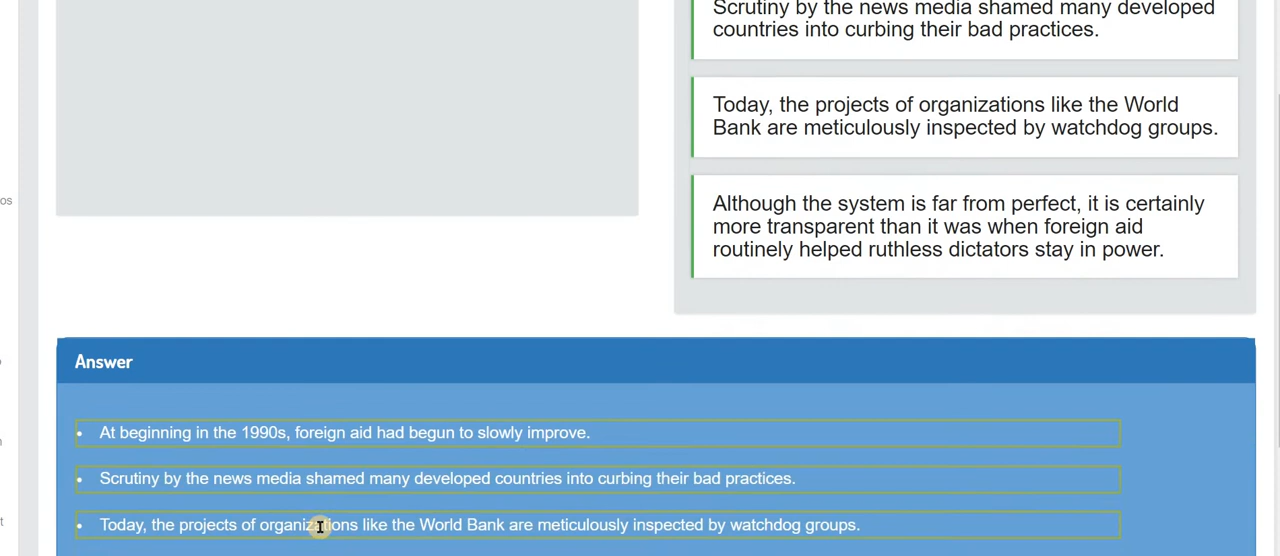 Scrutiny by the news media shamed many developed
countries into curbing their bad practices.
Today, the projects of organizations like the World
Bank are meticulously inspected by watchdog groups.
Although the system is far from perfect, it is certainly
more transparent than it was when foreign aid
routinely helped ruthless dictators stay in power.
os
Answer
• At beginning in the 1990s, foreign aid had begun to slowly improve.
• Scrutiny by the news media shamed many developed countries into curbing their bad practices.
• Today, the projects of organizations like the World Bank are meticulously inspected by watchdog groups.
t